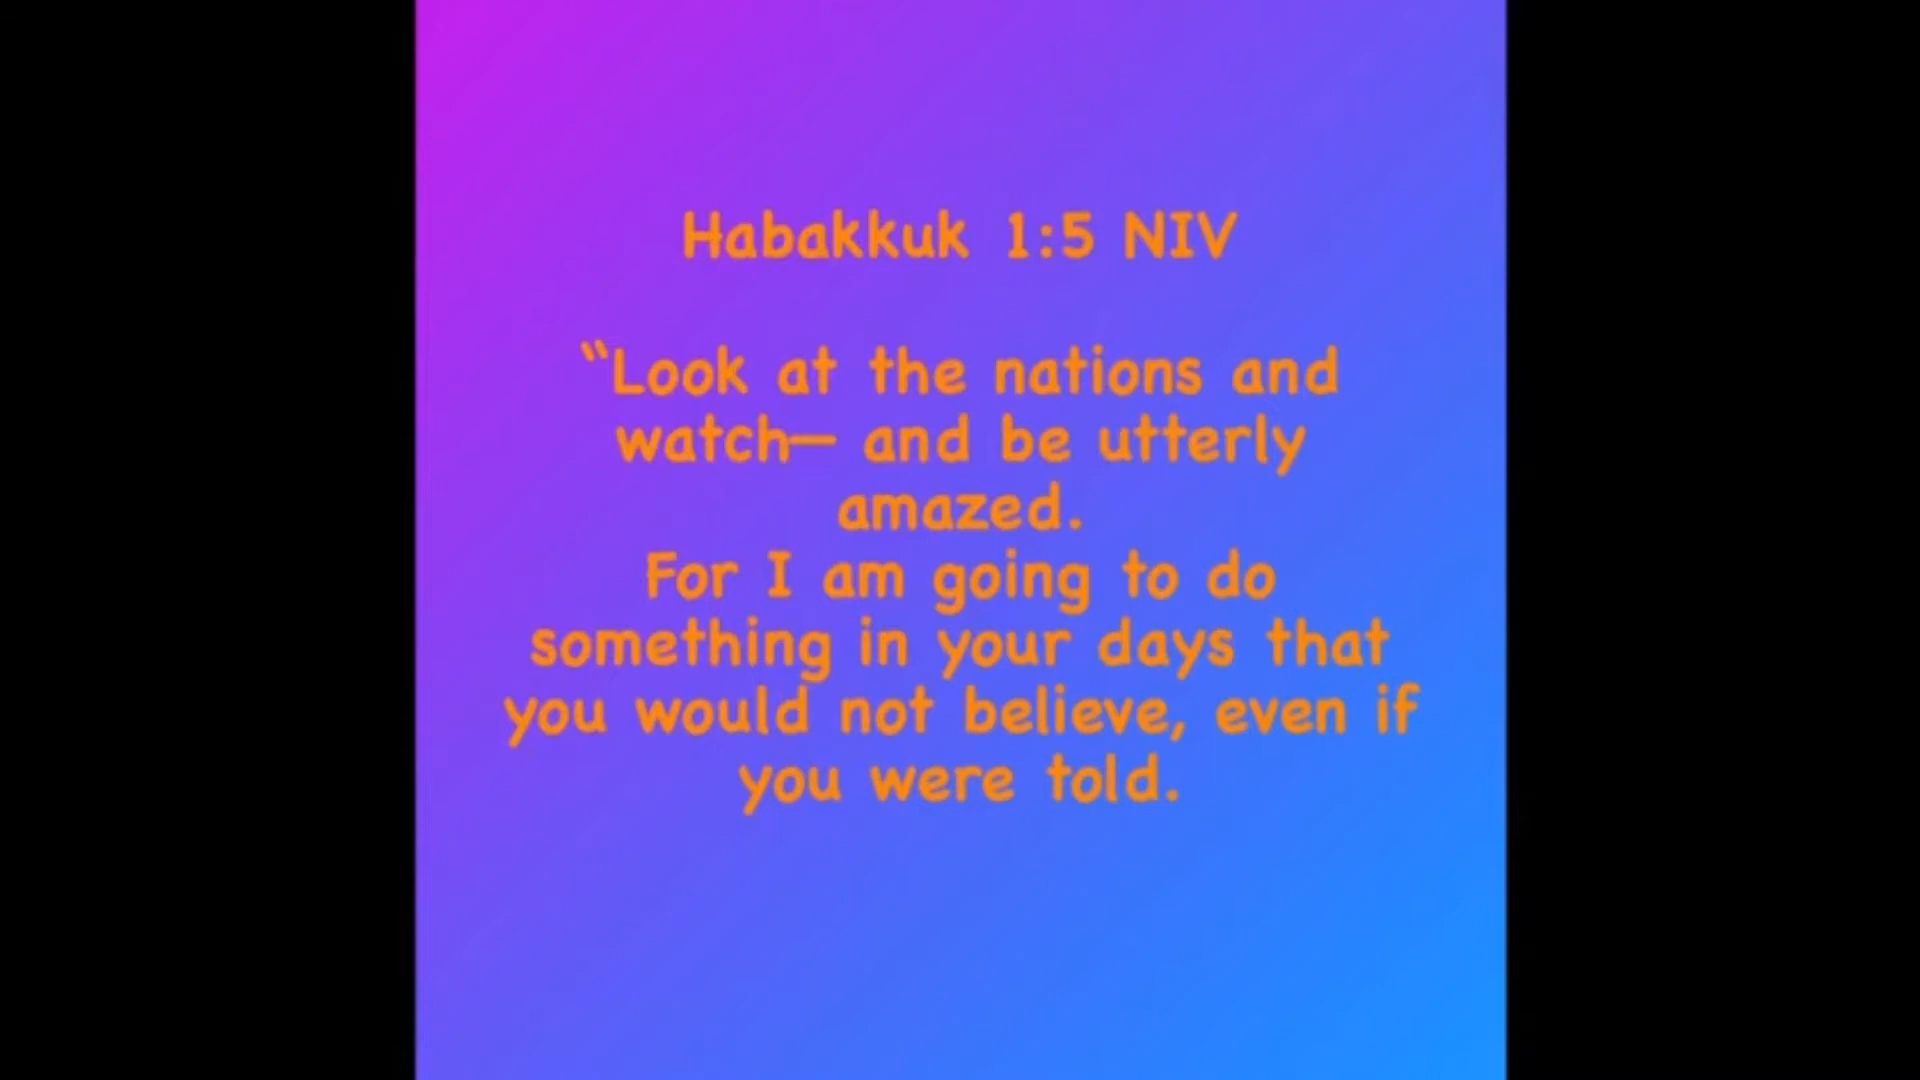 Habakkuk 1:5 NIV
“Look at the nations and
watch— and be utterly
amazed.
For I am going to do
something in your days that
you would not believe, even if
you were told.